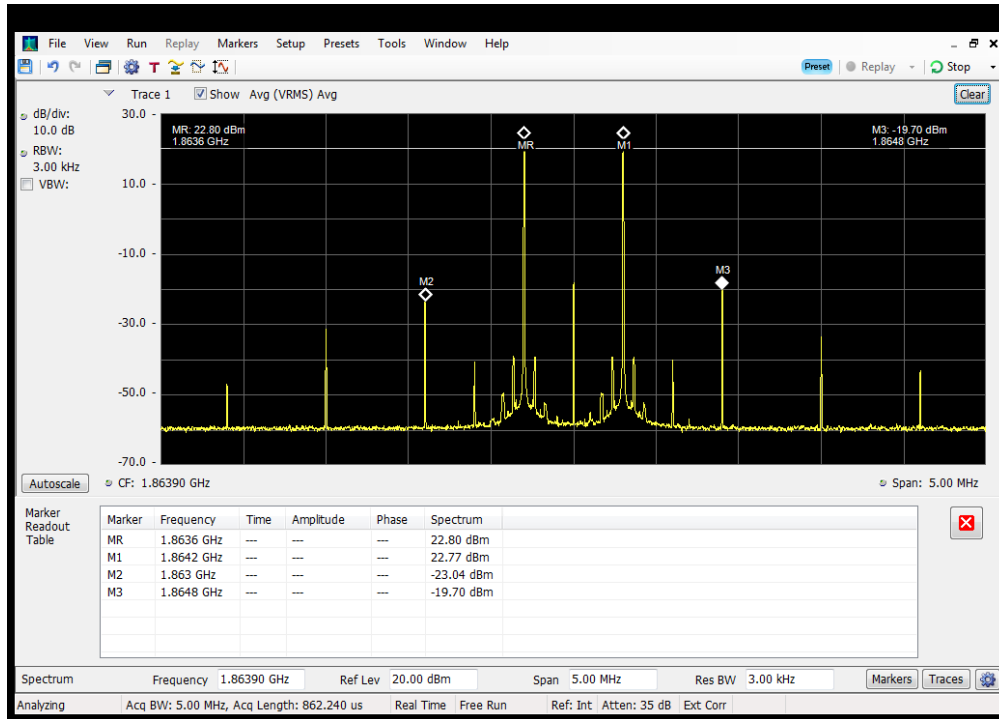 File View Run Replay Markers Setup Presets Tools Window Help
T Preset Replay Stop
Trace 1 Show Avg (VRMS) Avg Clear
dB/div:
10.0 dB
RBW:
3.00 kHz
VBW:
30.0 -
10.0 -
-10.0 -
-30.0 -
-50.0 -
-70.0 -
MR: 22.80 dBm
1.8636 GHz
M3: -19.70 dBm
1.8648 GHz
MR
M1
M2
M3
Autoscale CF: 1.86390 GHz Span: 5.00 MHz
Marker
Readout
Table
Marker Frequency Time Amplitude Phase Spectrum
MR 1.8636 GHz --- --- --- 22.80 dBm
M1 1.8642 GHz --- --- --- 22.77 dBm
M2 1.863 GHz --- --- --- -23.04 dBm
M3 1.8648 GHz --- --- --- -19.70 dBm
Spectrum Frequency 1.86390 GHz Ref Lev 20.00 dBm Span 5.00 MHz Res BW 3.00 kHz Markers Traces
Analyzing Acq BW: 5.00 MHz, Acq Length: 862.240 us Real Time Free Run Ref: Int Atten: 35 dB Ext Corr